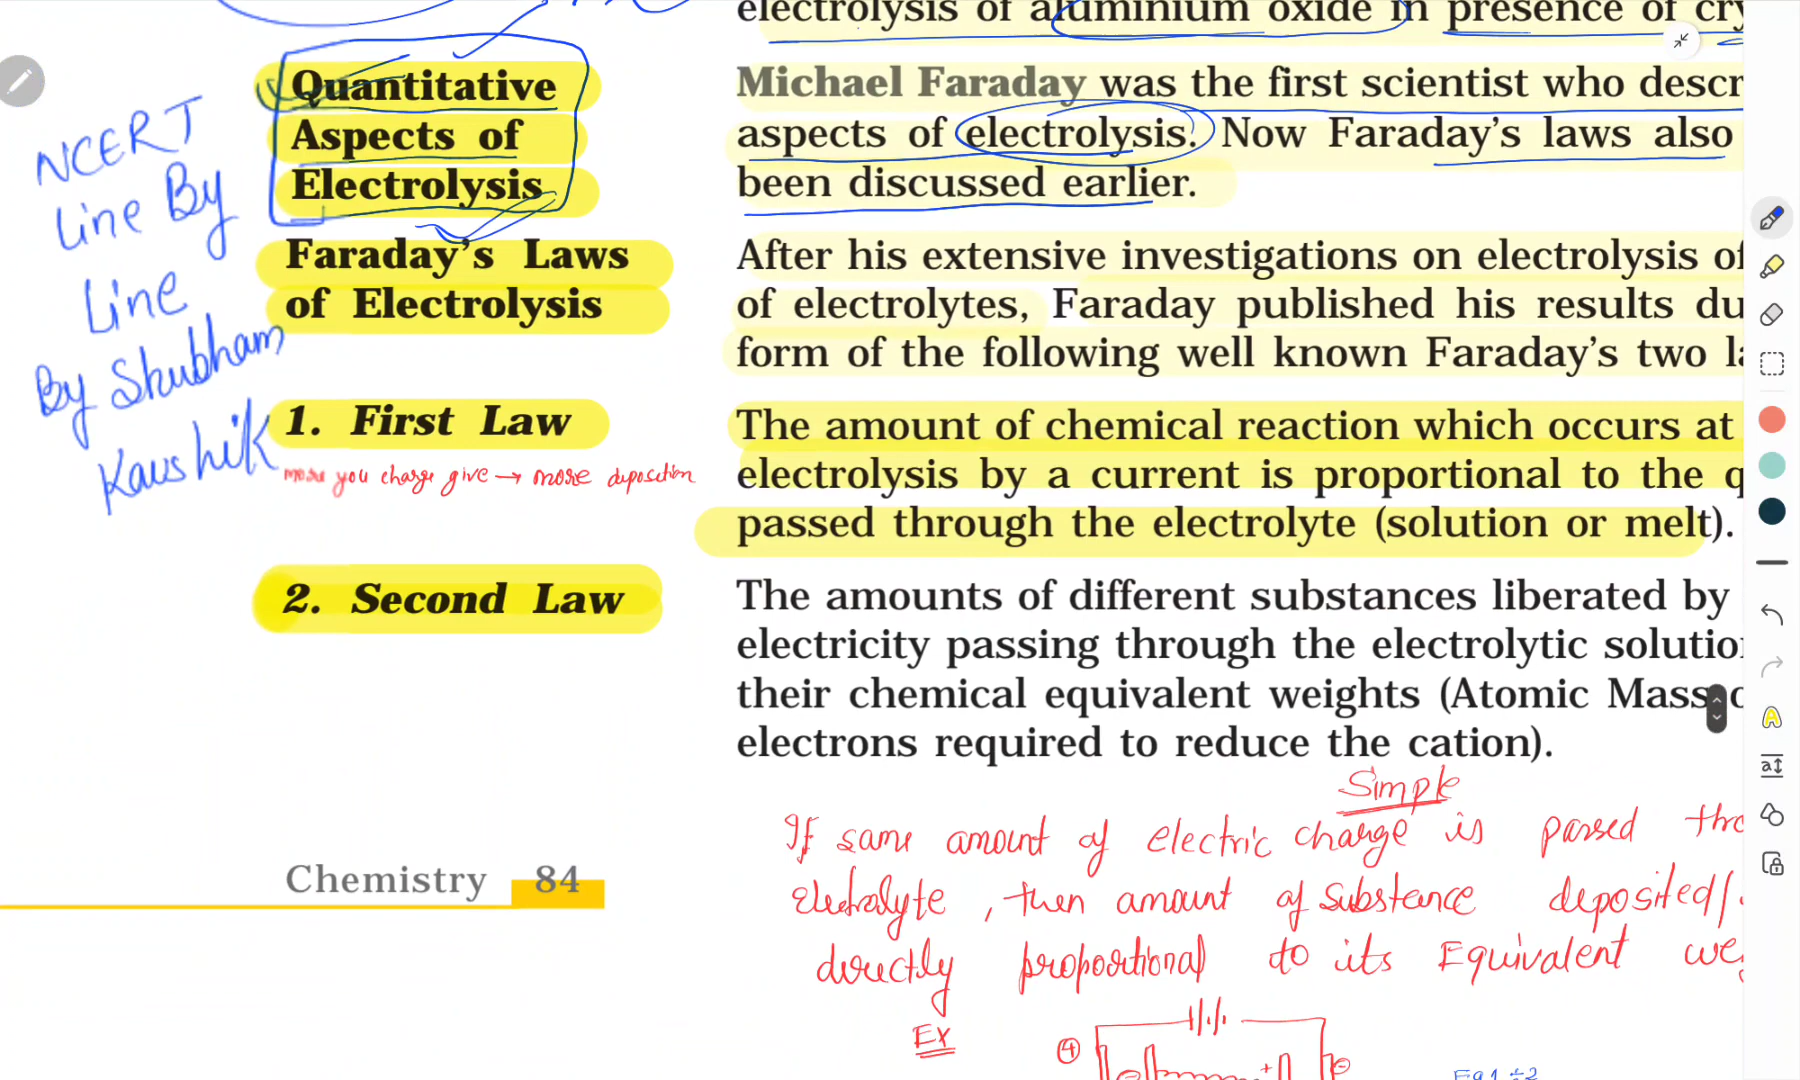 electrolysis of aluminium oxide in presence of cry
Quantitative
Aspects of
Electrolysis
Michael Faraday was the first scientist who descr
aspects of electrolysis. Now Faraday's laws also
been discussed earlier.
NCERT
Line By
Line
By Shubham
Kaushik
Faraday's Laws
of Electrolysis
After his extensive investigations on electrolysis of
of electrolytes, Faraday published his results du
form of the following well known Faraday's two la
1. First Law
more you charge give → more deposition
The amount of chemical reaction which occurs at
electrolysis by a current is proportional to the q
passed through the electrolyte (solution or melt).
2. Second Law
The amounts of different substances liberated by
electricity passing through the electrolytic solutio
their chemical equivalent weights (Atomic Mass
electrons required to reduce the cation).
Simple
If same amount of electric charge is passed thro
electrolyte, then amount of substance deposited/
directly proportional to its Equivalent we
Chemistry 84
Ex